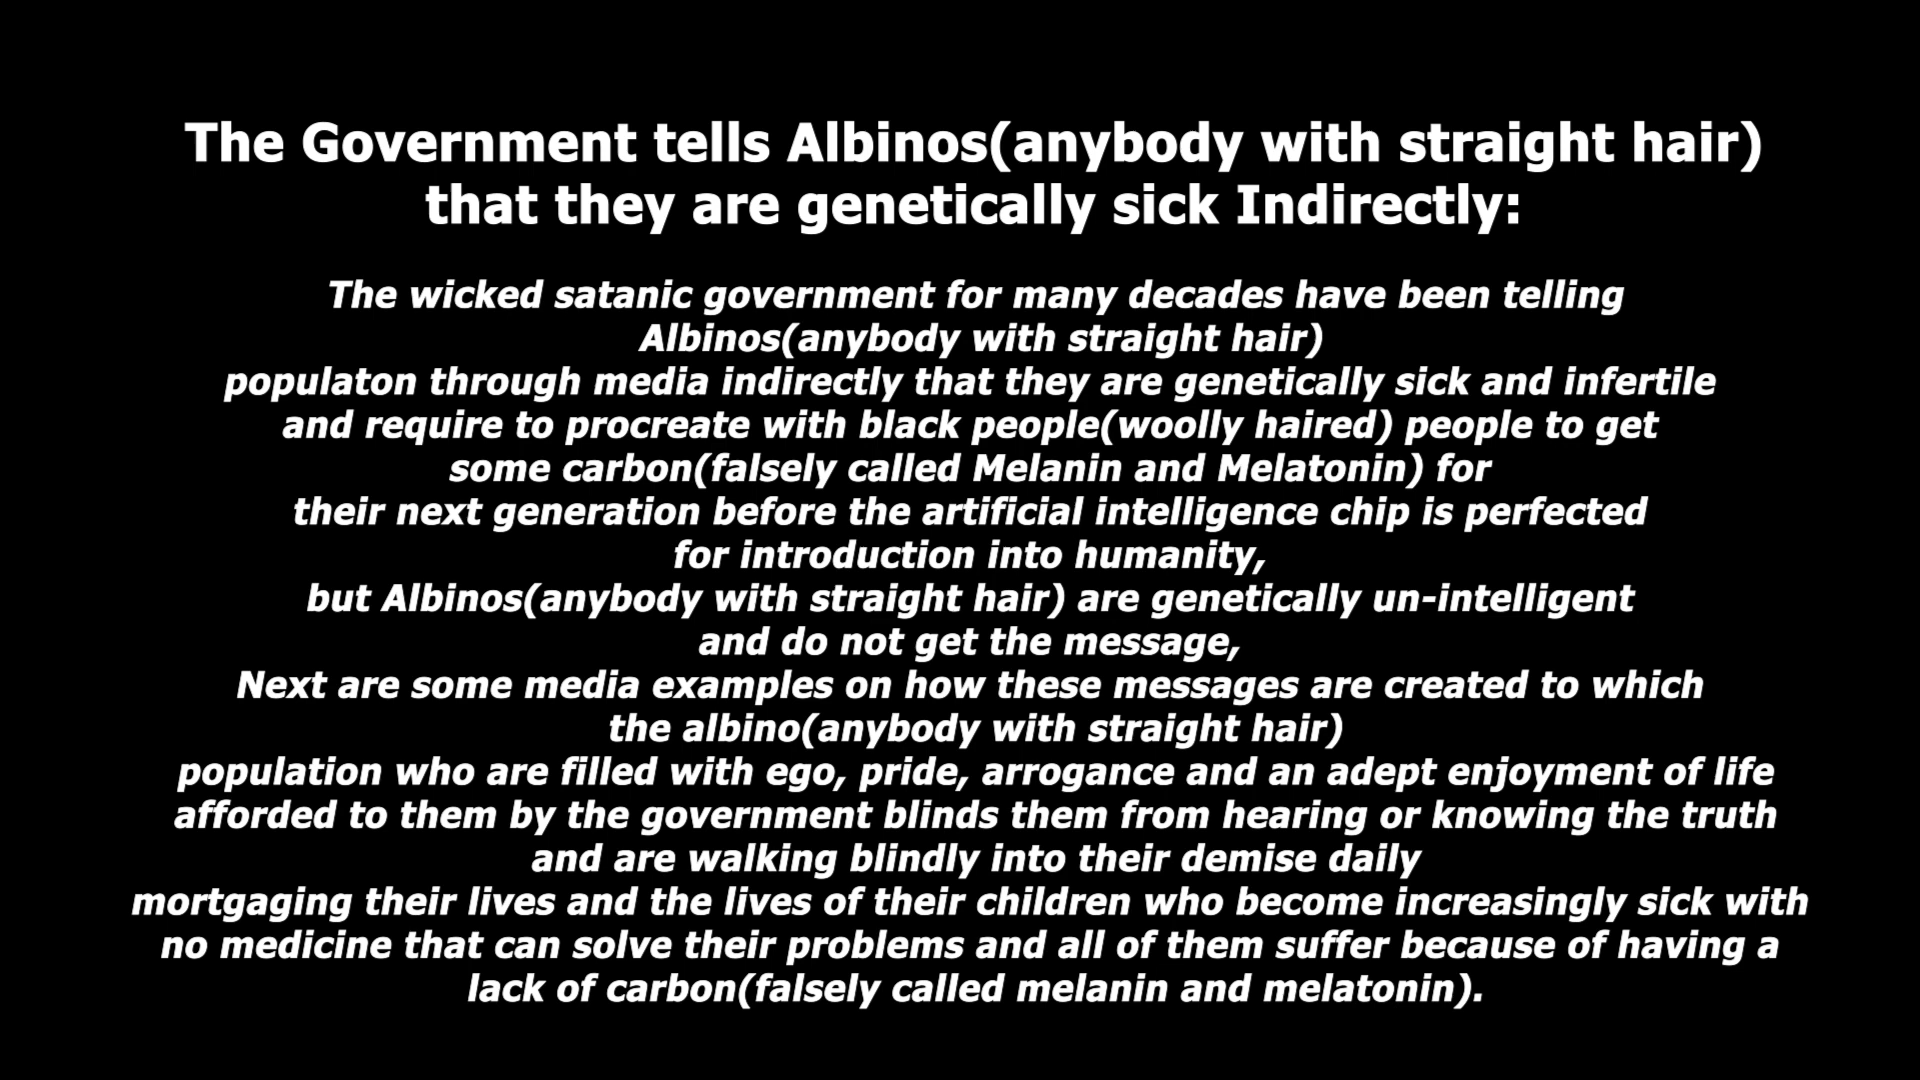 The Government tells Albinos(anybody with straight hair)
that they are genetically sick Indirectly:
The wicked satanic government for many decades have been telling
Albinos(anybody with straight hair)
populaton through media indirectly that they are genetically sick and infertile
and require to procreate with black people(woolly haired) people to get
some carbon(falsely called Melanin and Melatonin) for
their next generation before the artificial intelligence chip is perfected
for introduction into humanity,
but Albinos(anybody with straight hair) are genetically un-intelligent
and do not get the message,
Next are some media examples on how these messages are created to which
the albino(anybody with straight hair)
population who are filled with ego, pride, arrogance and an adept enjoyment of life
afforded to them by the government blinds them from hearing or knowing the truth
and are walking blindly into their demise daily
mortgaging their lives and the lives of their children who become increasingly sick with
no medicine that can solve their problems and all of them suffer because of having a
lack of carbon(falsely called melanin and melatonin).